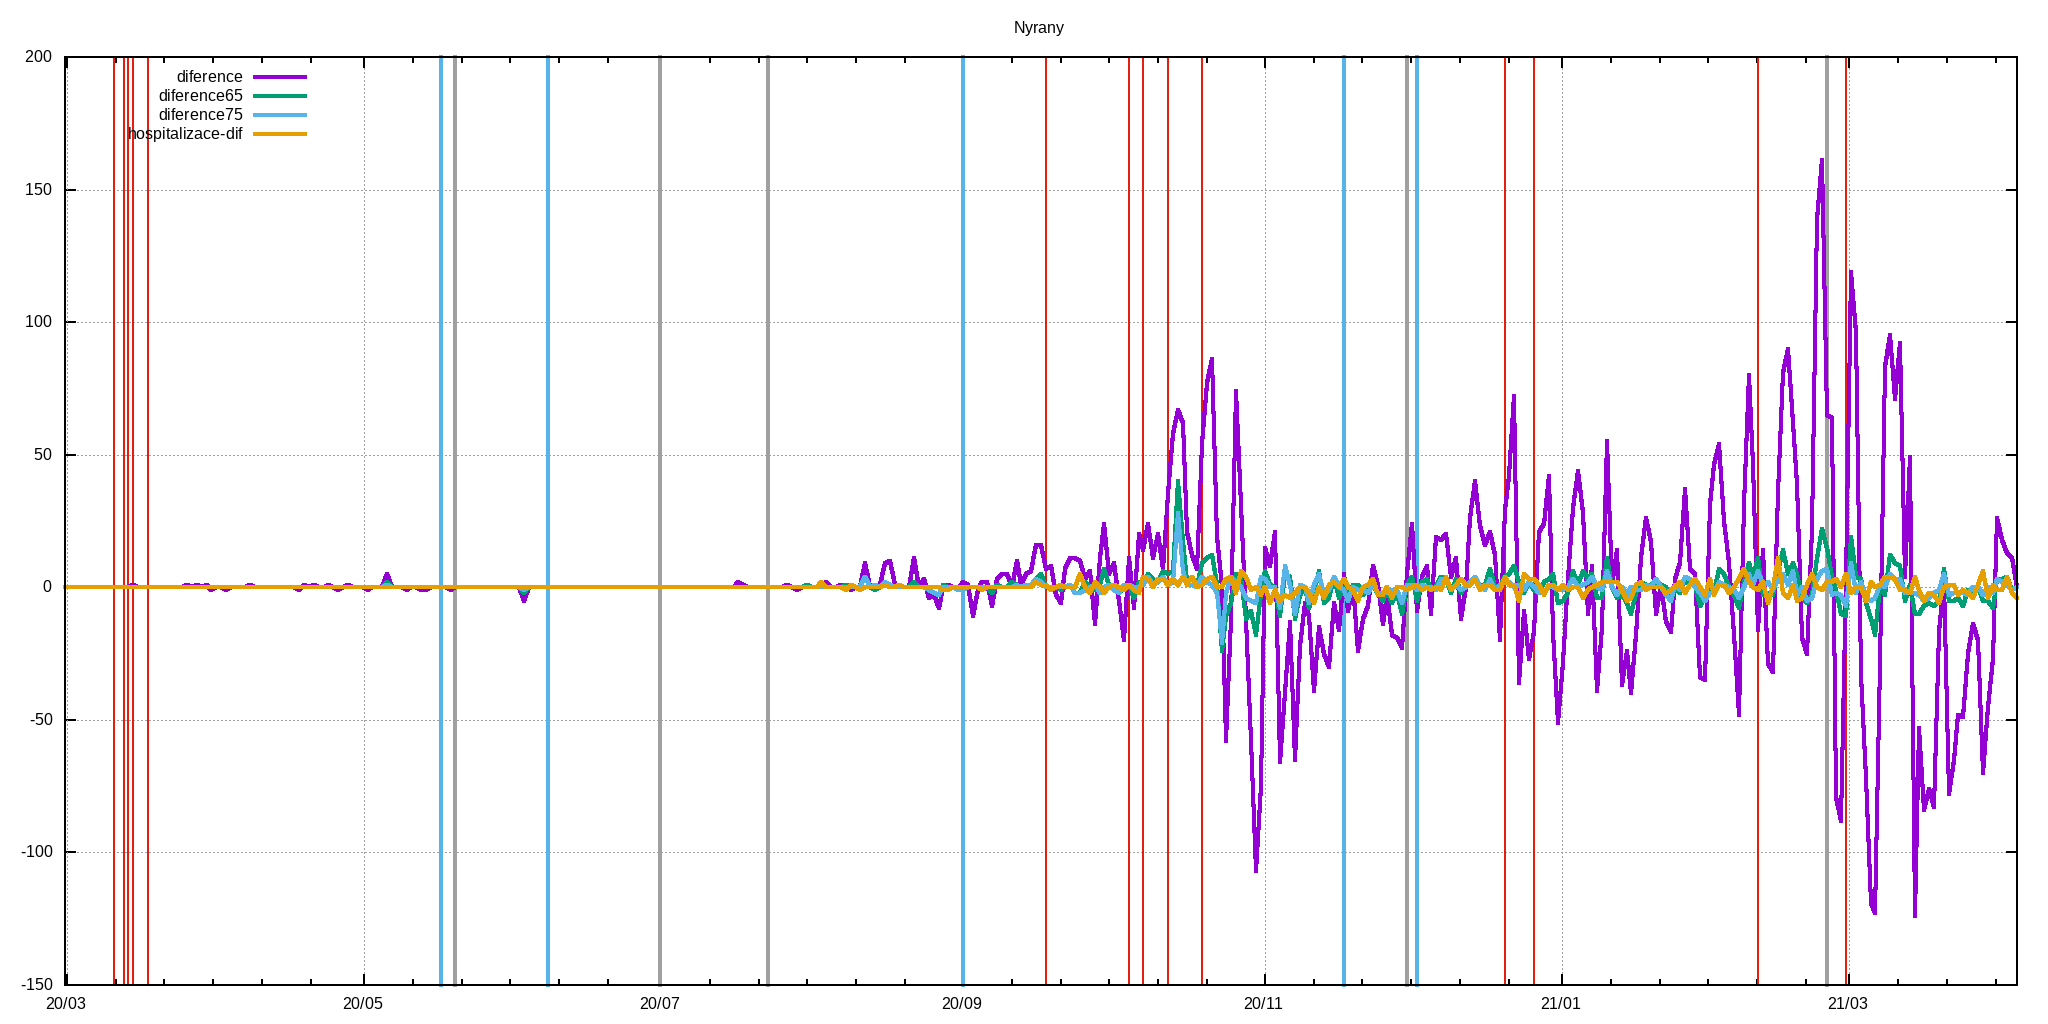 Nyrany
200
150
100
50
0
-50
-100
-150
diference
diference65
diference75
hospitalizace-dif
20/03 20/05 20/07 20/09 20/11 21/01 21/03